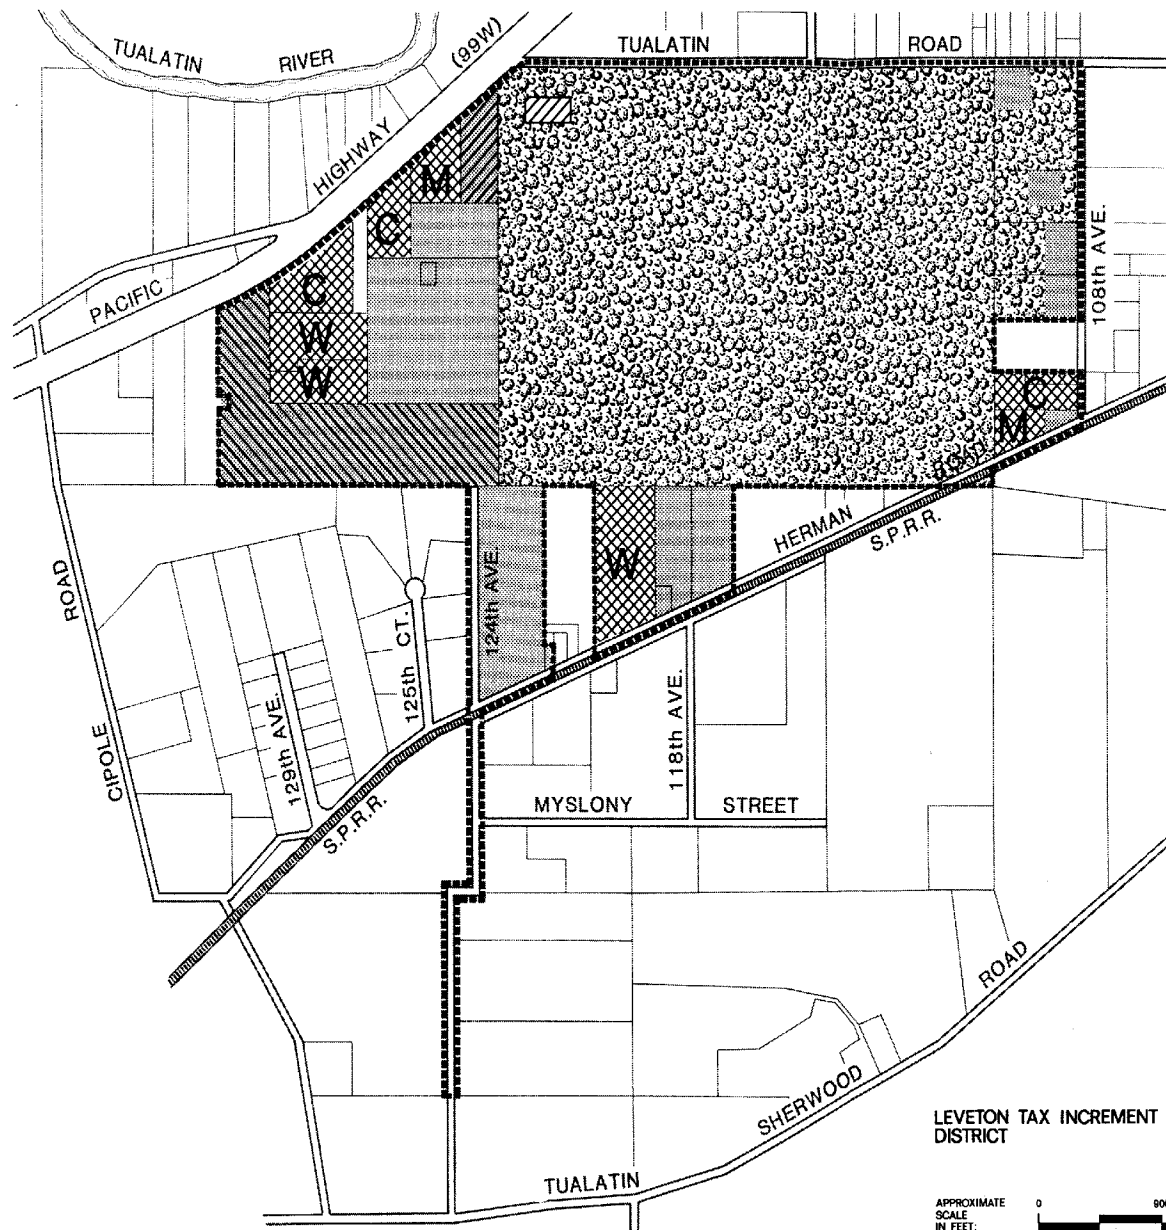 TUALATIN RIVER
TUALATIN ROAD
HIGHWAY (99W)
PACIFIC
M
C
C
W
W
108th AVE.
C
M
ROAD
HERMAN
S.P.R.R.
W
124th AVE.
125th CT.
129th AVE.
ROAD
CIPOLE
S.P.R.R.
118th AVE.
MYSLONY STREET
ROAD
SHERWOOD
TUALATIN
LEVETON TAX INCREMENT
DISTRICT
APPROXIMATE
SCALE
IN FEET:
0